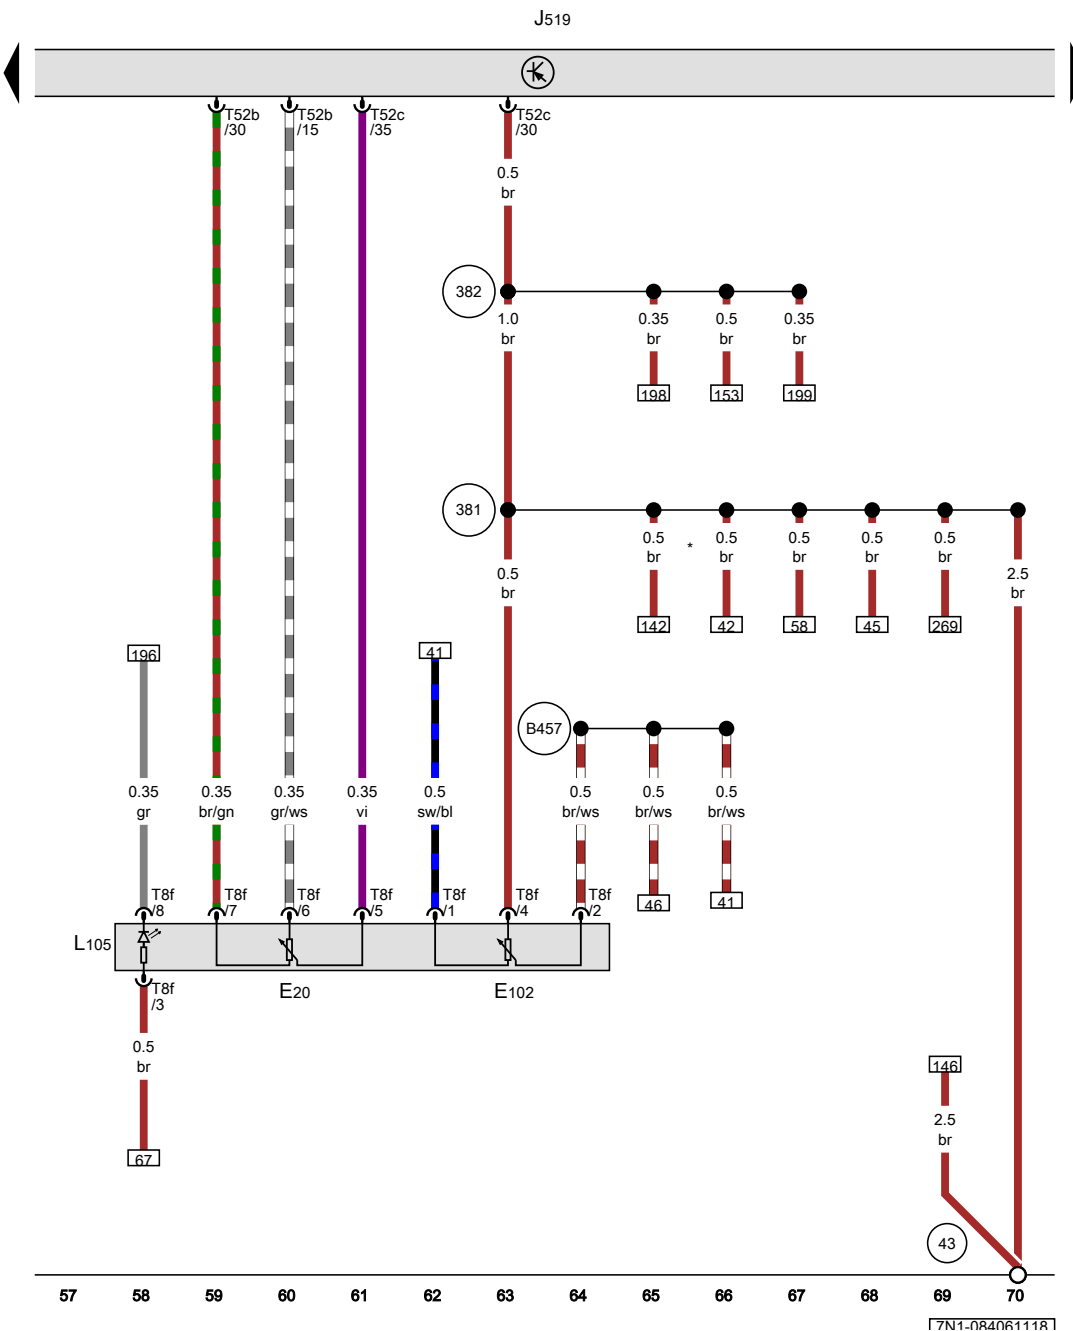 J519
T52b
/30
T52b
/15
T52c
/35
T52c
/30
0.5
br
382
1.0
br
0.35
br
0.5
br
0.35
br
198
153
199
381
0.5
br
0.5
br
*
0.5
br
0.5
br
0.5
br
0.5
br
2.5
br
142
42
58
45
269
196
41
B457
0.35
gr
0.35
br/gn
0.35
gr/ws
0.35
vi
0.5
sw/bl
0.5
br/ws
0.5
br/ws
0.5
br/ws
T8f
/8
T8f
/7
T8f
/6
T8f
/5
T8f
/1
T8f
/4
T8f
/2
46
41
L105
T8f
/3
E20
E102
0.5
br
67
146
2.5
br
43
57 58 59 60 61 62 63 64 65 66 67 68 69 70
7N1-084061118